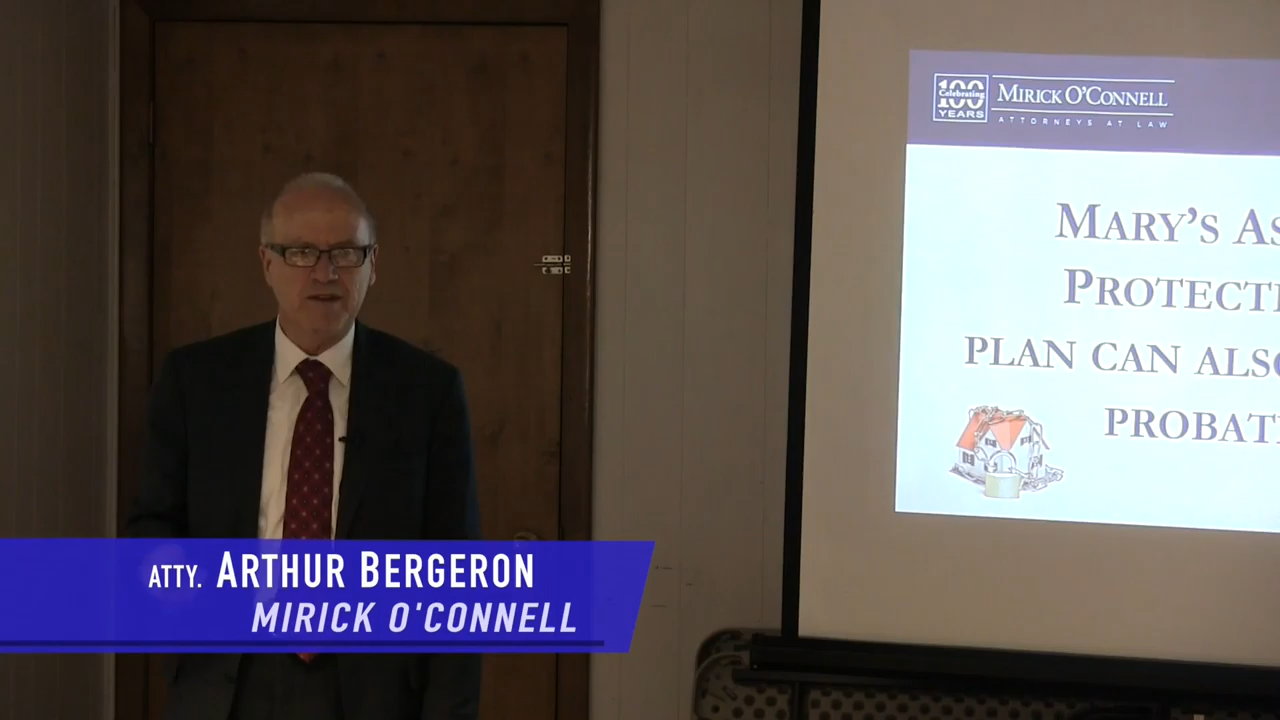 100
Celebrating
YEARS
MIRICK O'CONNELL
ATTORNEYS AT LAW
MARY'S AS
PROTECTI
PLAN CAN ALSO
PROBAT
ATTY. ARTHUR BERGERON
MIRICK O'CONNELL